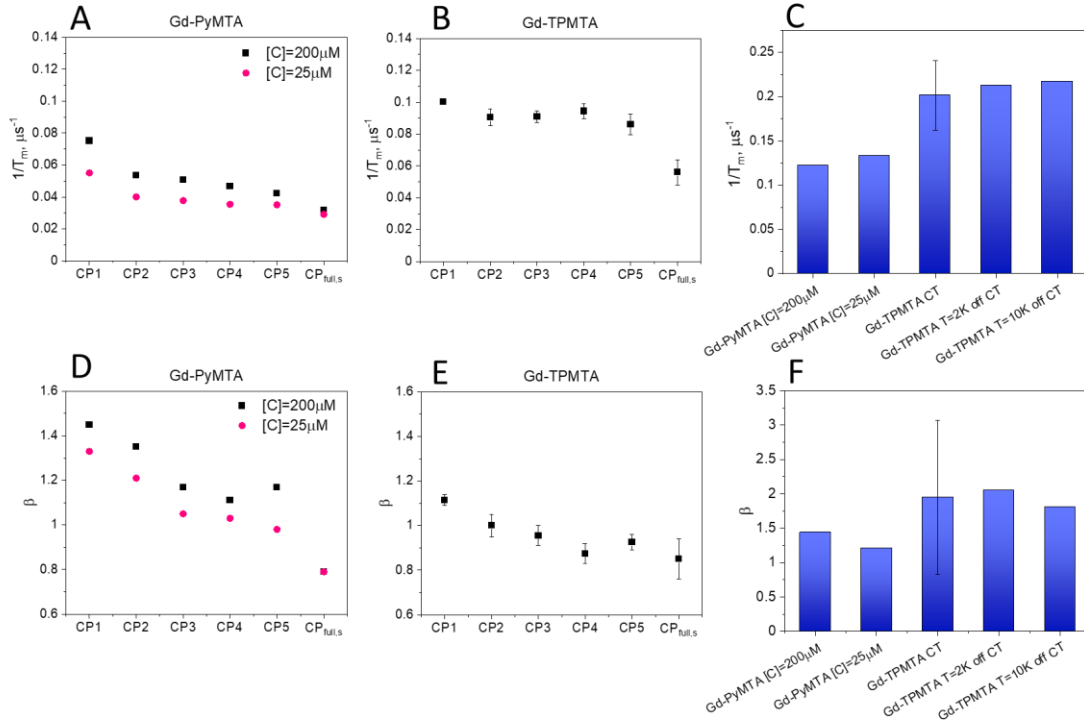 A
Gd-PyMTA
[C]=200μM
[C]=25μM
0.14
0.12
0.1
0.08
0.06
0.04
0.02
0
1/Tm, μs-1
CP1 CP2 CP3 CP4 CP5 CPfull,s
B
Gd-TPMTA
0.14
0.12
0.1
0.08
0.06
0.04
0.02
0
1/Tm, μs-1
CP1 CP2 CP3 CP4 CP5 CPfull,s
C
0.25
0.2
0.15
0.1
0.05
0
1/Tm, μs-1
Gd-PyMTA [C]=200μM
Gd-PyMTA [C]=25μM
Gd-TPMTA CT
Gd-TPMTA T=2K off CT
Gd-TPMTA T=10K off CT
D
Gd-PyMTA
[C]=200μM
[C]=25μM
1.6
1.4
1.2
1
0.8
0.6
β
CP1 CP2 CP3 CP4 CP5 CPfull,s
E
Gd-TPMTA
1.6
1.4
1.2
1
0.8
0.6
β
CP1 CP2 CP3 CP4 CP5 CPfull,s
F
3.5
3
2.5
2
1.5
1
0.5
0
β
Gd-PyMTA [C]=200μM
Gd-PyMTA [C]=25μM
Gd-TPMTA CT
Gd-TPMTA T=2K off CT
Gd-TPMTA T=10K off CT